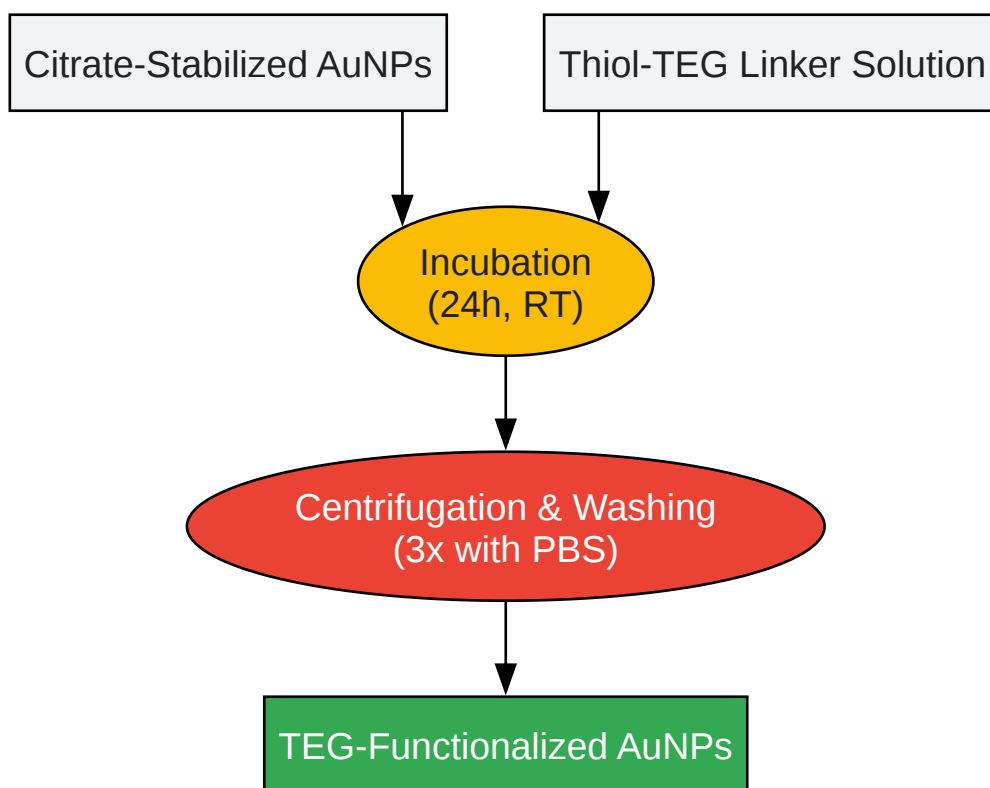 Citrate-Stabilized AuNPs
Thiol-TEG Linker Solution
Incubation
(24h, RT)
Centrifugation & Washing
(3x with PBS)
TEG-Functionalized AuNPs